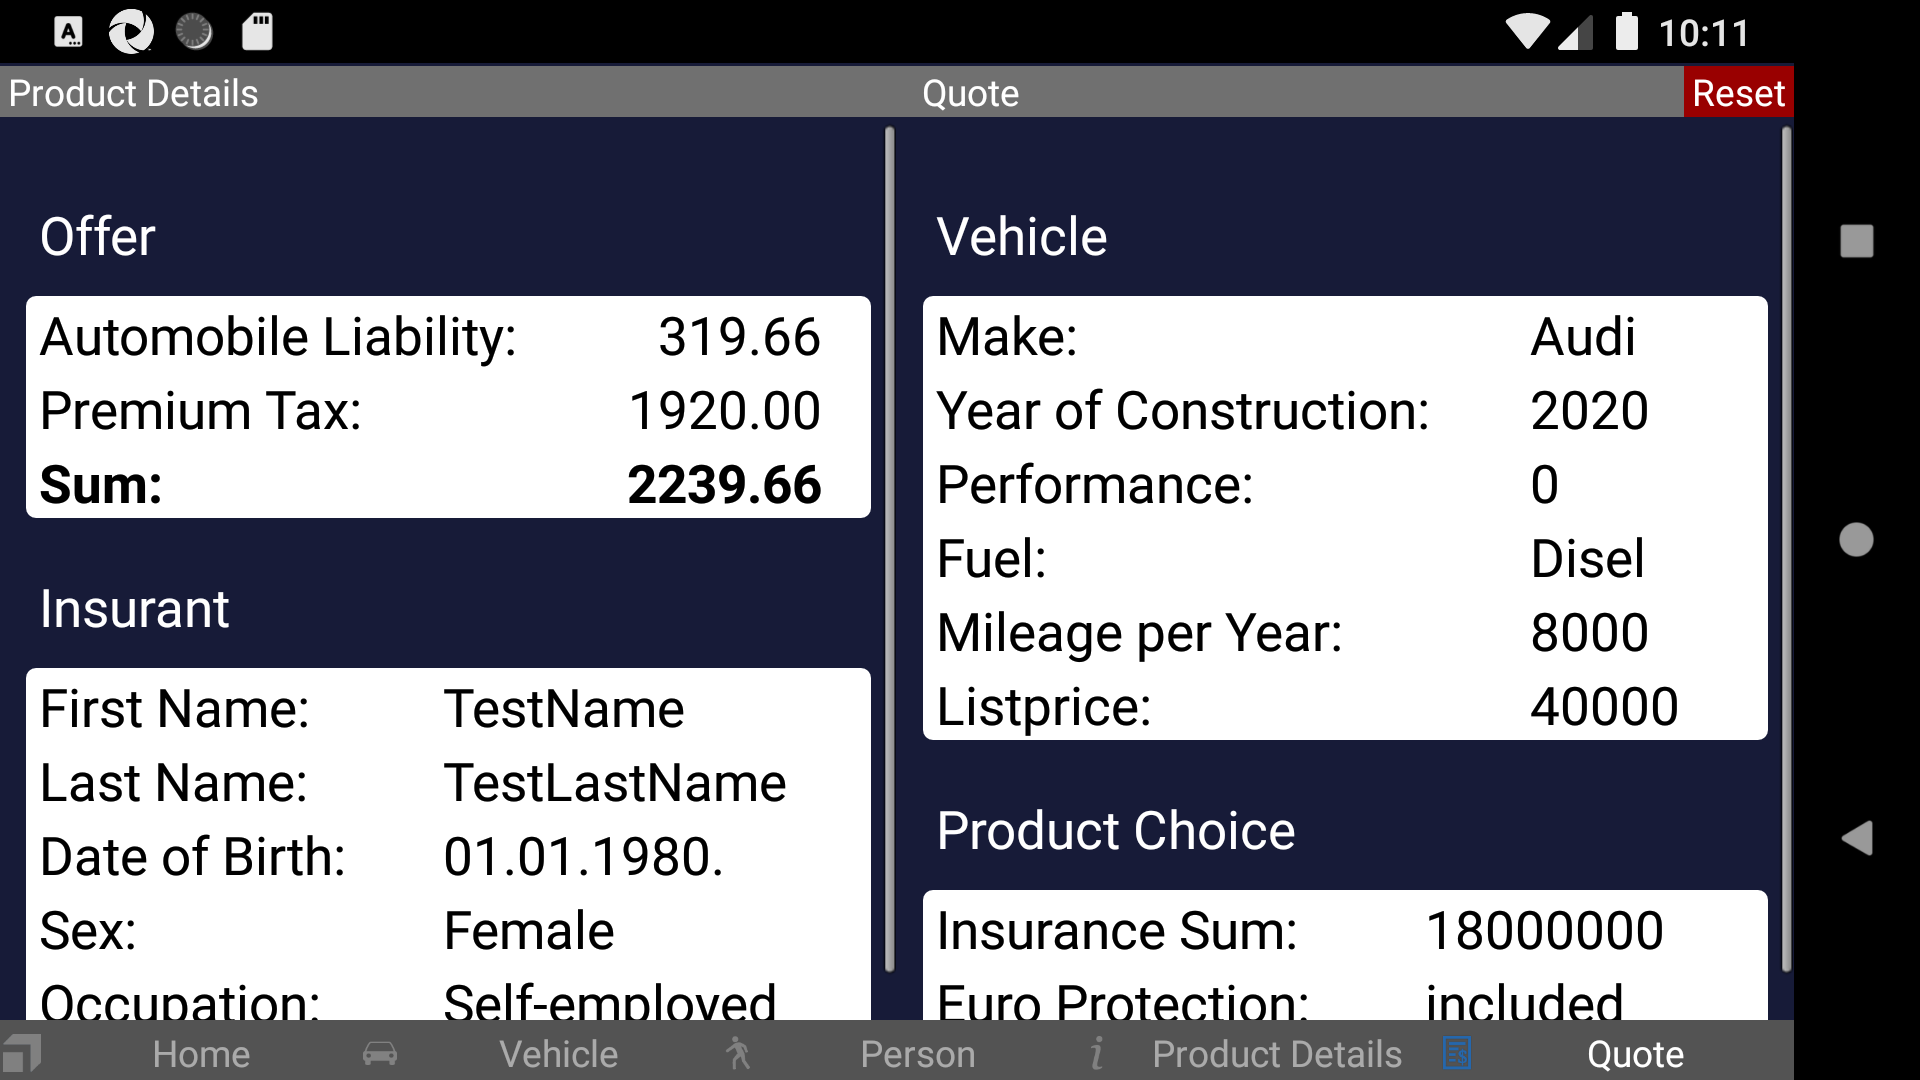 10:11
Product Details Quote Reset
Offer
Automobile Liability: 319.66
Premium Tax: 1920.00
Sum: 2239.66
Insurant
First Name: TestName
Last Name: TestLastName
Date of Birth: 01.01.1980.
Sex: Female
Occupation: Self-employed
Vehicle
Make: Audi
Year of Construction: 2020
Performance: 0
Fuel: Disel
Mileage per Year: 8000
Listprice: 40000
Product Choice
Insurance Sum: 18000000
Euro Protection: included
Home Vehicle Person Product Details Quote